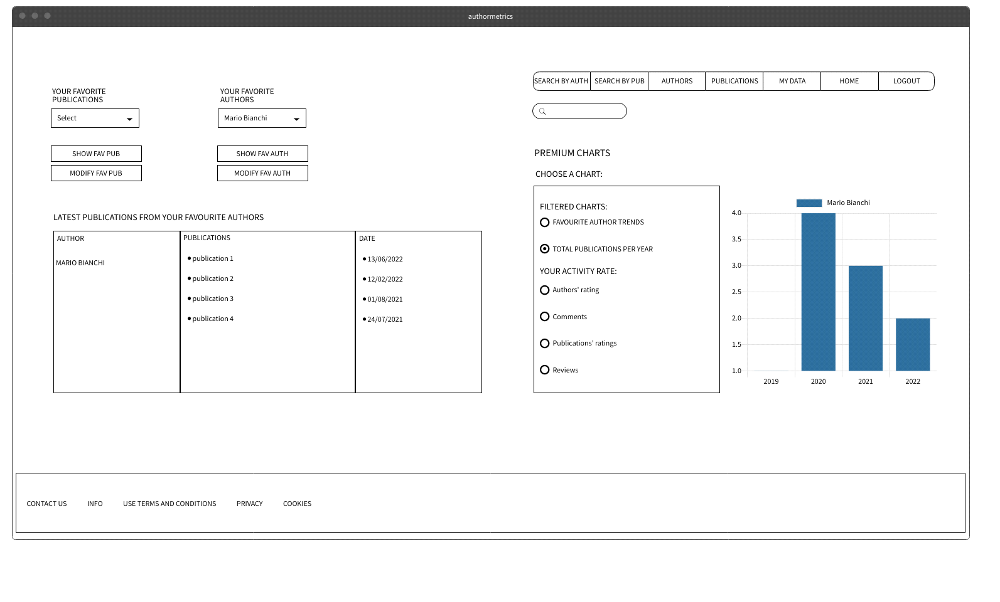 authormetrics
SEARCH BY AUTH
SEARCH BY PUB
AUTHORS
PUBLICATIONS
MY DATA
HOME
LOGOUT
YOUR FAVORITE
PUBLICATIONS
Select
SHOW FAV PUB
MODIFY FAV PUB
YOUR FAVORITE
AUTHORS
Mario Bianchi
SHOW FAV AUTH
MODIFY FAV AUTH
LATEST PUBLICATIONS FROM YOUR FAVOURITE AUTHORS
AUTHOR
MARIO BIANCHI
PUBLICATIONS
publication 1
publication 2
publication 3
publication 4
DATE
13/06/2022
12/02/2022
01/08/2021
24/07/2021
PREMIUM CHARTS
CHOOSE A CHART:
FILTERED CHARTS:
FAVOURITE AUTHOR TRENDS
TOTAL PUBLICATIONS PER YEAR
YOUR ACTIVITY RATE:
Authors' rating
Comments
Publications' ratings
Reviews
Mario Bianchi
4.0
3.5
3.0
2.5
2.0
1.5
1.0
2019 2020 2021 2022
CONTACT US INFO USE TERMS AND CONDITIONS PRIVACY COOKIES